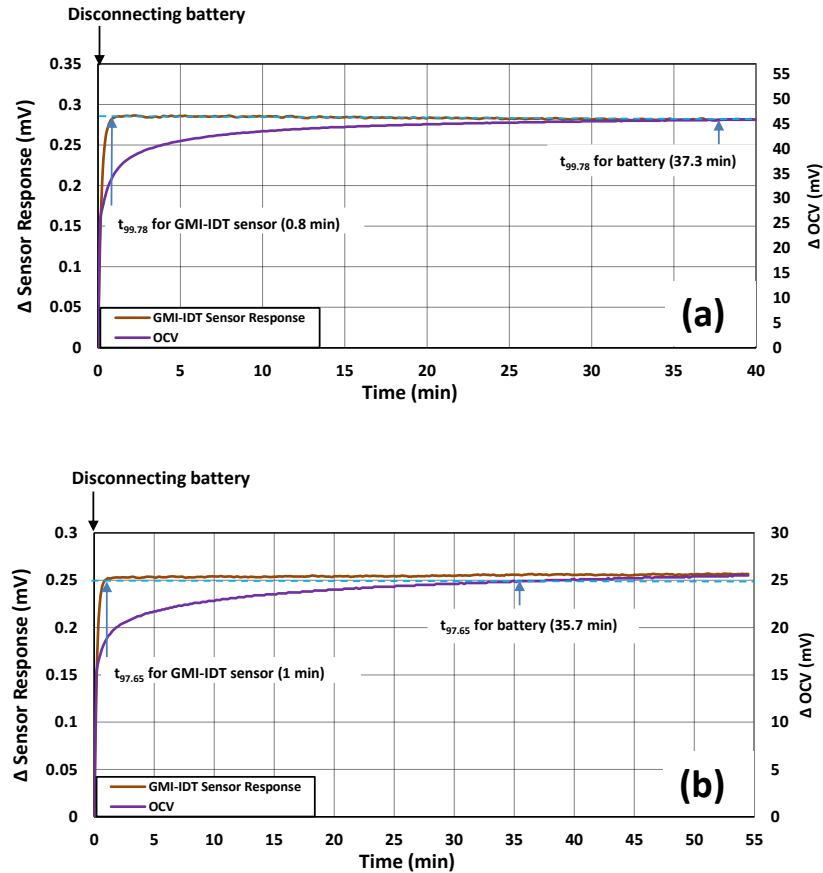 Disconnecting battery
0.35
0.3
0.25
0.2
0.15
0.1
0.05
0
Δ Sensor Response (mV)
55
50
45
40
35
30
25
20
15
10
5
0
Δ OCV (mV)
t99.78 for battery (37.3 min)
t99.78 for GMI-IDT sensor (0.8 min)
GMI-IDT Sensor Response
OCV
(a)
0 5 10 15 20 25 30 35 40
Time (min)
Disconnecting battery
0.3
0.25
0.2
0.15
0.1
0.05
0
Δ Sensor Response (mV)
30
25
20
15
10
5
0
Δ OCV (mV)
t97.65 for battery (35.7 min)
t97.65 for GMI-IDT sensor (1 min)
GMI-IDT Sensor Response
OCV
(b)
0 5 10 15 20 25 30 35 40 45 50 55
Time (min)